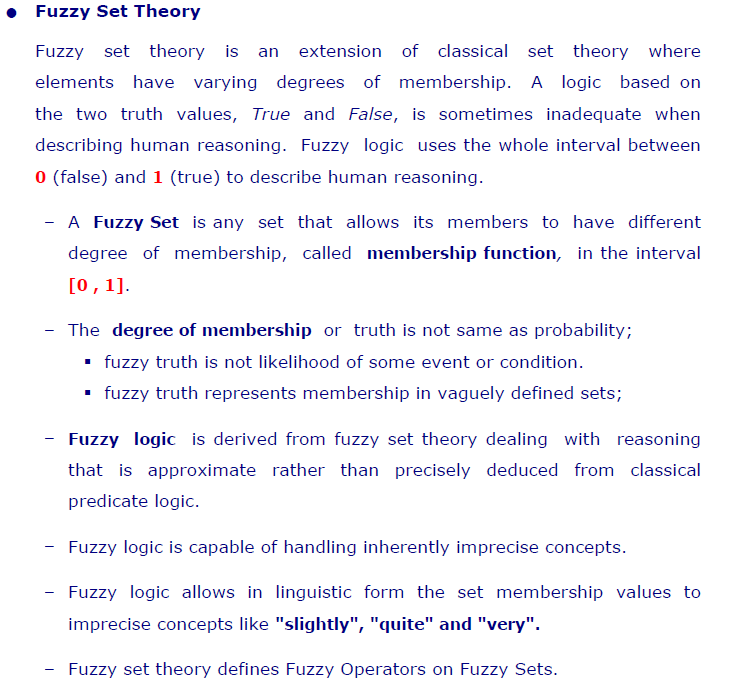 ● Fuzzy Set Theory
Fuzzy set theory is an extension of classical set theory where
elements have varying degrees of membership. A logic based on
the two truth values, True and False, is sometimes inadequate when
describing human reasoning. Fuzzy logic uses the whole interval between
0 (false) and 1 (true) to describe human reasoning.
− A Fuzzy Set is any set that allows its members to have different
degree of membership, called membership function, in the interval
[0 , 1].
− The degree of membership or truth is not same as probability;
▪ fuzzy truth is not likelihood of some event or condition.
▪ fuzzy truth represents membership in vaguely defined sets;
− Fuzzy logic is derived from fuzzy set theory dealing with reasoning
that is approximate rather than precisely deduced from classical
predicate logic.
− Fuzzy logic is capable of handling inherently imprecise concepts.
− Fuzzy logic allows in linguistic form the set membership values to
imprecise concepts like "slightly", "quite" and "very".
− Fuzzy set theory defines Fuzzy Operators on Fuzzy Sets.